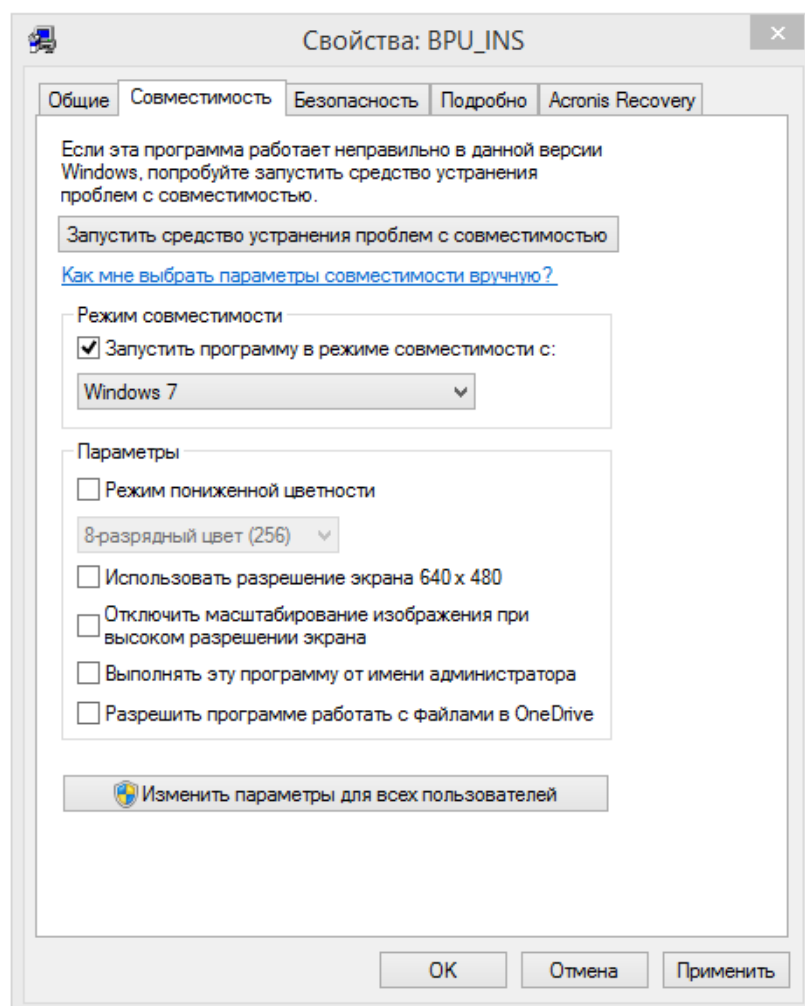 Свойства: BPU_INS
Общие Совместимость Безопасность Подробно Acronis Recovery
Если эта программа работает неправильно в данной версии
Windows, попробуйте запустить средство устранения
проблем с совместимостью.
Запустить средство устранения проблем с совместимостью
Как мне выбрать параметры совместимости вручную?
Режим совместимости
Запустить программу в режиме совместимости с:
Windows 7
Параметры
Режим пониженной цветности
8-разрядный цвет (256)
Использовать разрешение экрана 640 x 480
Отключить масштабирование изображения при
высоком разрешении экрана
Выполнять эту программу от имени администратора
Разрешить программе работать с файлами в OneDrive
Изменить параметры для всех пользователей
OK Отмена Применить